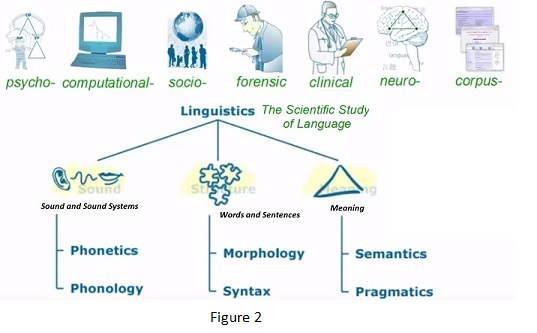 psycho- computational- socio- forensic clinical neuro- corpus-
Linguistics The Scientific Study
of Language
Sound Structure Meaning
Sound and Sound Systems Words and Sentences Meaning
Phonetics Morphology Semantics
Phonology Syntax Pragmatics
Figure 2